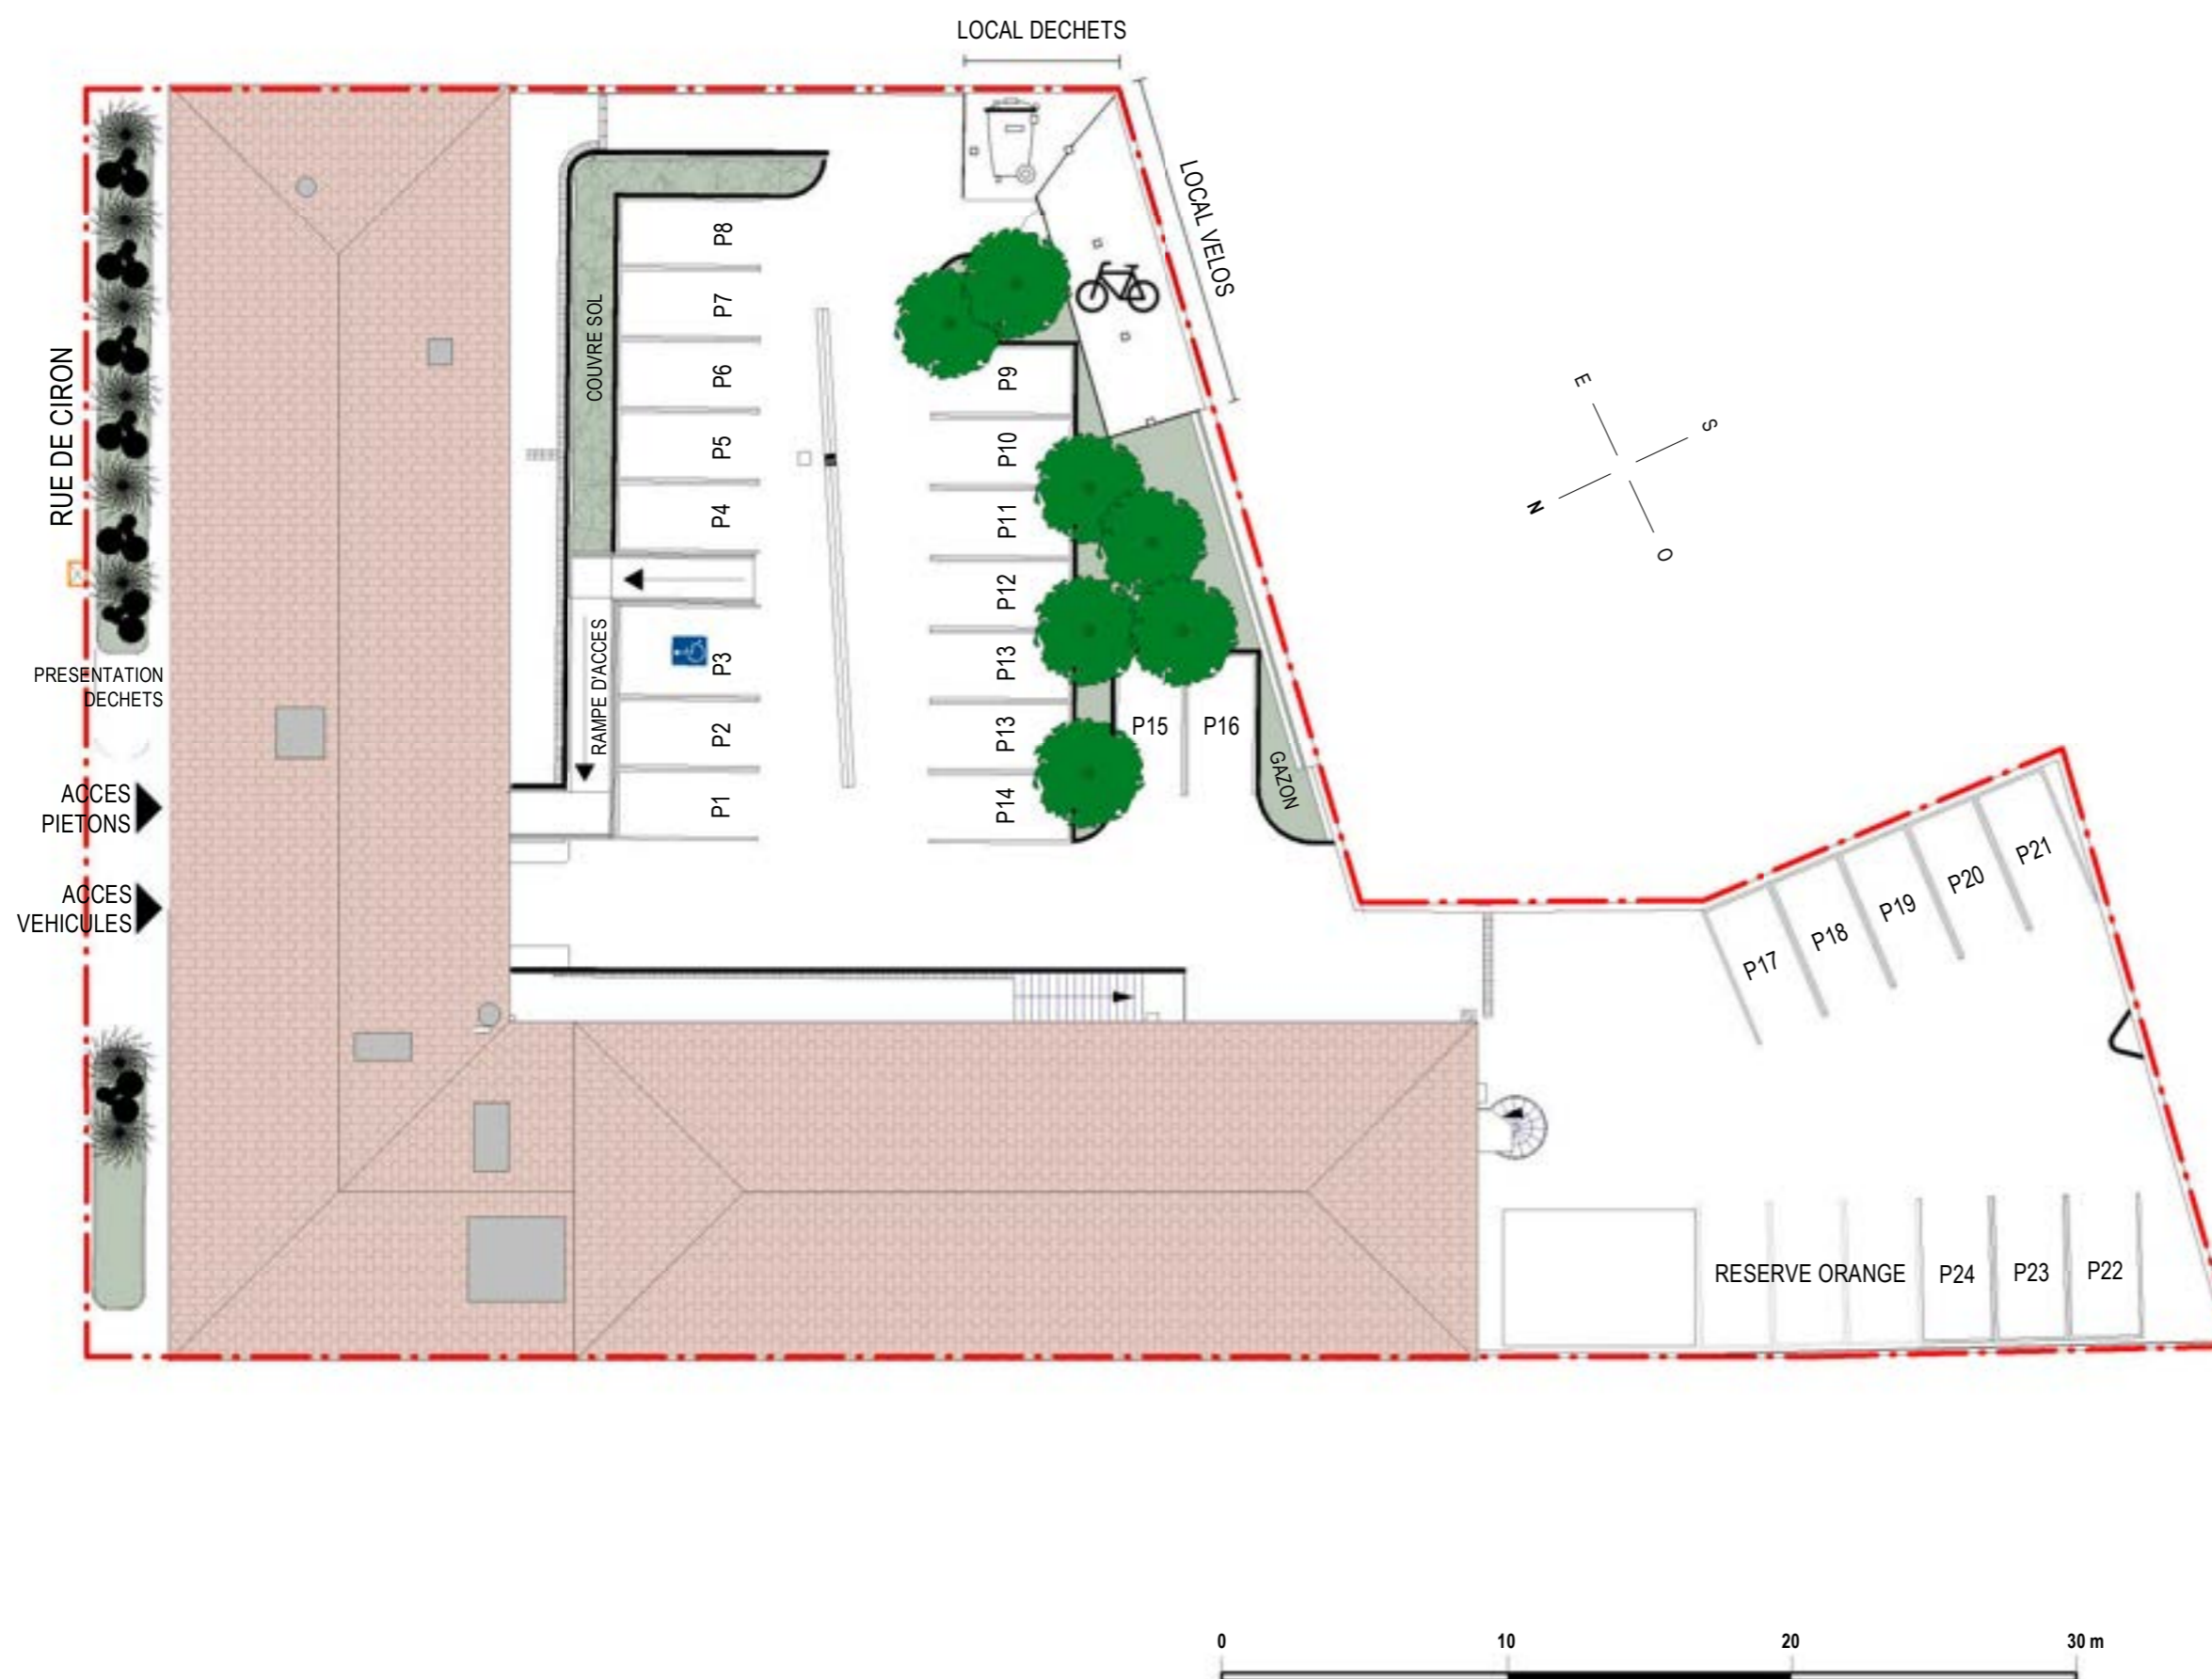 LOCAL DECHETS
LOCAL VELOS
RUE DE CIRON
COUVRE SOL
P8
P7
P6
P5
P4
P3
P2
P1
RAMPE D'ACCES
P9
P10
P11
P12
P13
P13
P14
P15
P16
GAZON
E
S
N
O
PRESENTATION
DECHETS
ACCES
PIETONS
ACCES
VEHICULES
P17
P18
P19
P20
P21
RESERVE ORANGE
P24
P23
P22
0
10
20
30 m